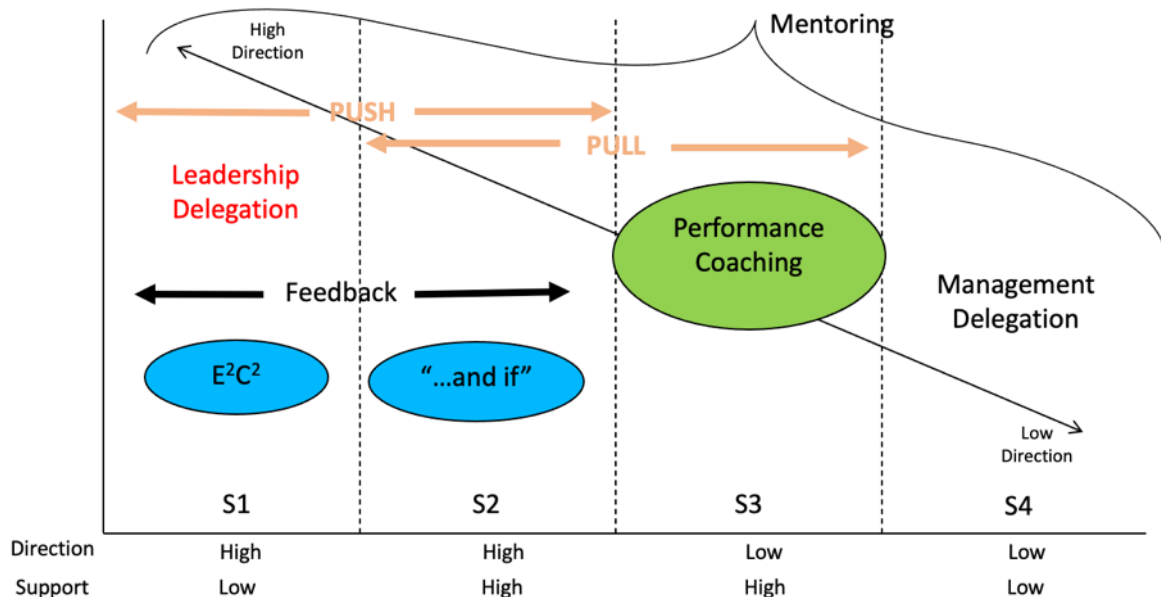 High
Direction
Mentoring
PUSH
PULL
Leadership
Delegation
Performance
Coaching
Feedback
Management
Delegation
E²C²
“...and if”
Low
Direction
S1 S2 S3 S4
Direction High High Low Low
Support Low High High Low